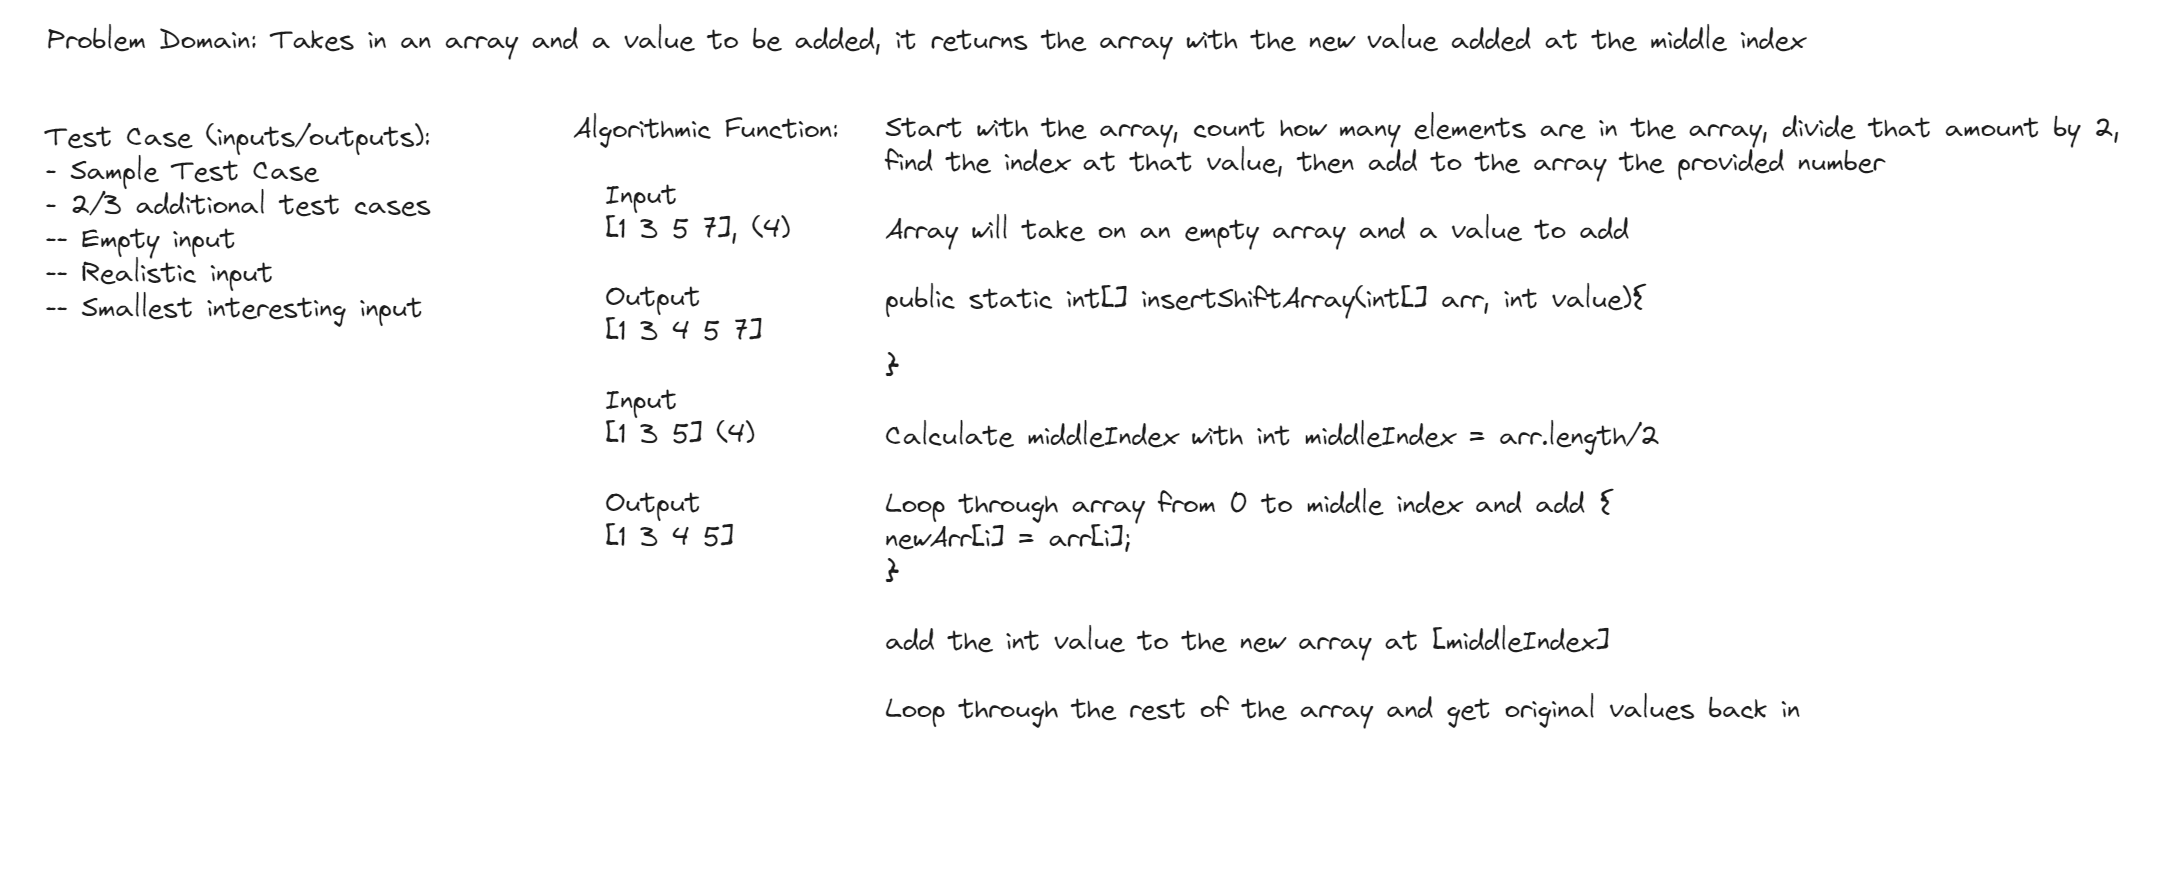 Problem Domain: Takes in an array and a value to be added, it returns the array with the new value added at the middle index
Test Case (inputs/outputs):
- Sample Test Case
- 2/3 additional test cases
-- Empty input
-- Realistic input
-- Smallest interesting input
Algorithmic Function:
Input
[1 3 5 7], (4)
Output
[1 3 4 5 7]
Input
[1 3 5] (4)
Output
[1 3 4 5]
Start with the array, count how many elements are in the array, divide that amount by 2,
find the index at that value, then add to the array the provided number
Array will take on an empty array and a value to add
public static int[] insertShiftArray(int[] arr, int value){
}
Calculate middleIndex with int middleIndex = arr.length/2
Loop through array from 0 to middle index and add {
newArr[i] = arr[i];
}
add the int value to the new array at [middleIndex]
Loop through the rest of the array and get original values back in